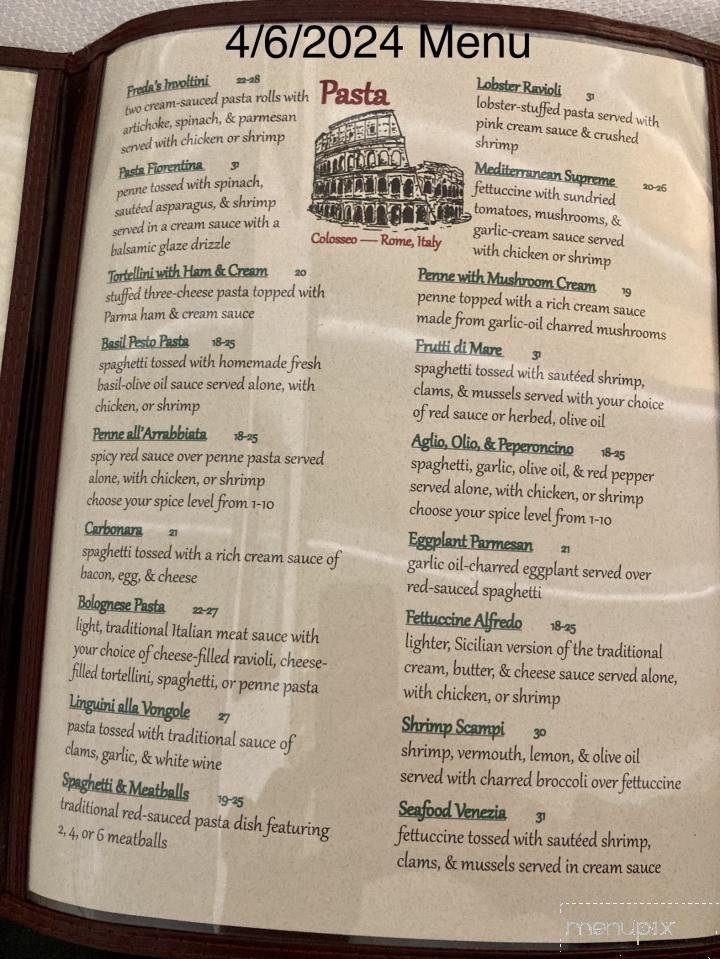 4/6/2024 Menu
Pasta
Colosseo — Rome, Italy
Freda's Involtini 22-28
two cream-sauced pasta rolls with
artichoke, spinach, & parmesan
served with chicken or shrimp
Pasta Fiorentina 31
penne tossed with spinach,
sautéed asparagus, & shrimp
served in a cream sauce with a
balsamic glaze drizzle
Tortellini with Ham & Cream 20
stuffed three-cheese pasta topped with
Parma ham & cream sauce
Basil Pesto Pasta 18-25
spaghetti tossed with homemade fresh
basil-olive oil sauce served alone, with
chicken, or shrimp
Penne all'Arrabbiata 18-25
spicy red sauce over penne pasta served
alone, with chicken, or shrimp
choose your spice level from 1-10
Carbonara 21
spaghetti tossed with a rich cream sauce of
bacon, egg, & cheese
Bolognese Pasta 22-27
light, traditional Italian meat sauce with
your choice of cheese-filled ravioli, cheese-
filled tortellini, spaghetti, or penne pasta
Linguini alla Vongole 27
pasta tossed with traditional sauce of
clams, garlic, & white wine
Spaghetti & Meatballs 19-25
traditional red-sauced pasta dish featuring
2, 4, or 6 meatballs
Lobster Ravioli 31
lobster-stuffed pasta served with
pink cream sauce & crushed
shrimp
Mediterranean Supreme 20-26
fettuccine with sundried
tomatoes, mushrooms, &
garlic-cream sauce served
with chicken or shrimp
Penne with Mushroom Cream 19
penne topped with a rich cream sauce
made from garlic-oil charred mushrooms
Frutti di Mare 31
spaghetti tossed with sautéed shrimp,
clams, & mussels served with your choice
of red sauce or herbed, olive oil
Aglio, Olio, & Peperoncino 18-25
spaghetti, garlic, olive oil, & red pepper
served alone, with chicken, or shrimp
choose your spice level from 1-10
Eggplant Parmesan 21
garlic oil-charred eggplant served over
red-sauced spaghetti
Fettuccine Alfredo 18-25
lighter, Sicilian version of the traditional
cream, butter, & cheese sauce served alone,
with chicken, or shrimp
Shrimp Scampi 30
shrimp, vermouth, lemon, & olive oil
served with charred broccoli over fettuccine
Seafood Venezia 31
fettuccine tossed with sautéed shrimp,
clams, & mussels served in cream sauce
menupix